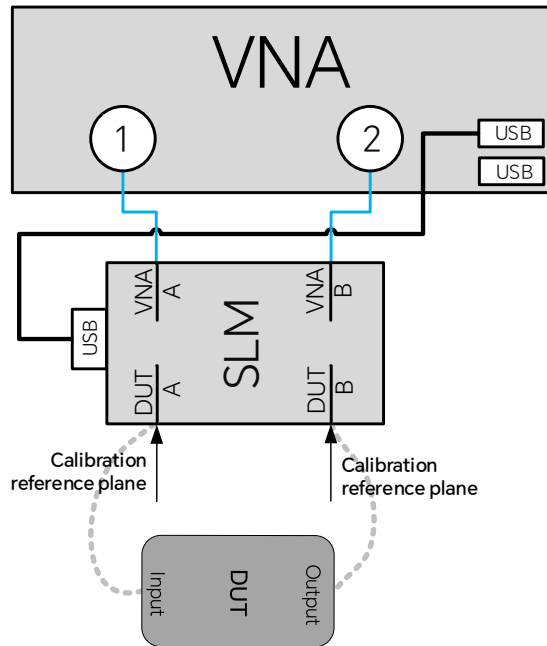 VNA
1
2
USB
USB
VNA
A
VNA
B
SLM
USB
DUT
A
DUT
B
Calibration
reference plane
Calibration
reference plane
Input
DUT
Output